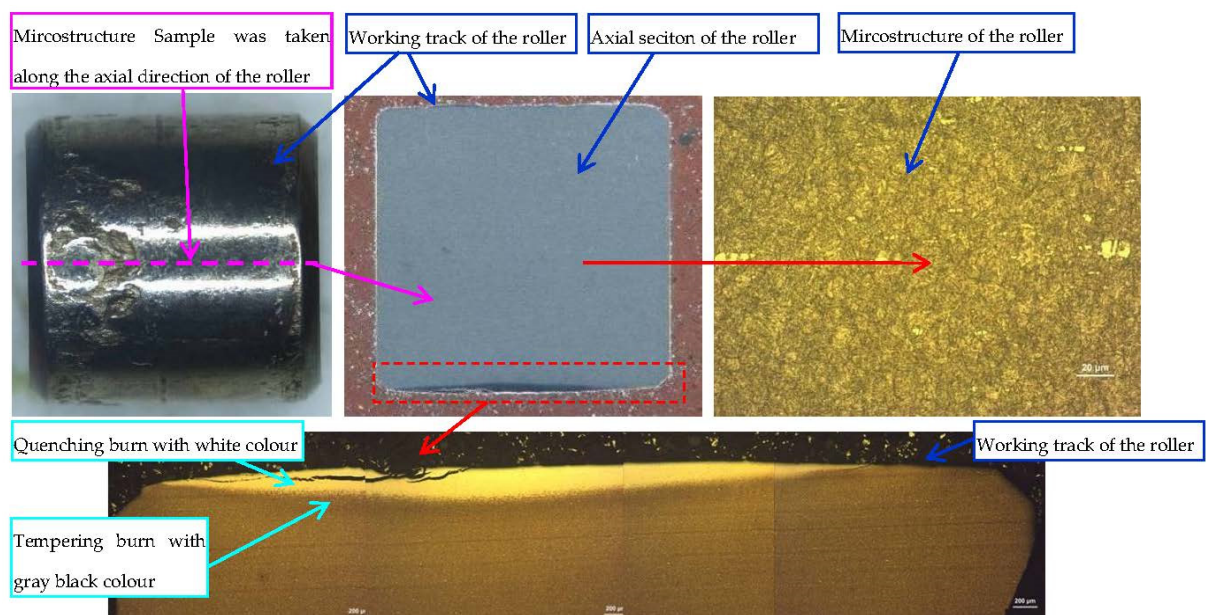 Mircostructure Sample was taken
along the axial direction of the roller
Working track of the roller
Axial seciton of the roller
Mircostructure of the roller
20 μm
Quenching burn with white colour
Working track of the roller
Tempering burn with
gray black colour
200 μ
200 μ
200 μm